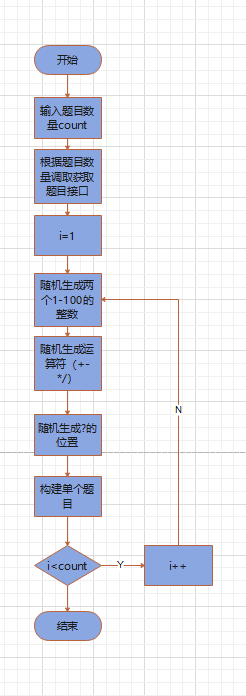 开始
输入题目数
量count
根据题目数
量调取获取
题目接口
i=1
随机生成两
个1-100的
整数
随机生成运
算符（+-
*/）
随机生成?的
位置
构建单个题
目
i<count
Y
i++
N
结束